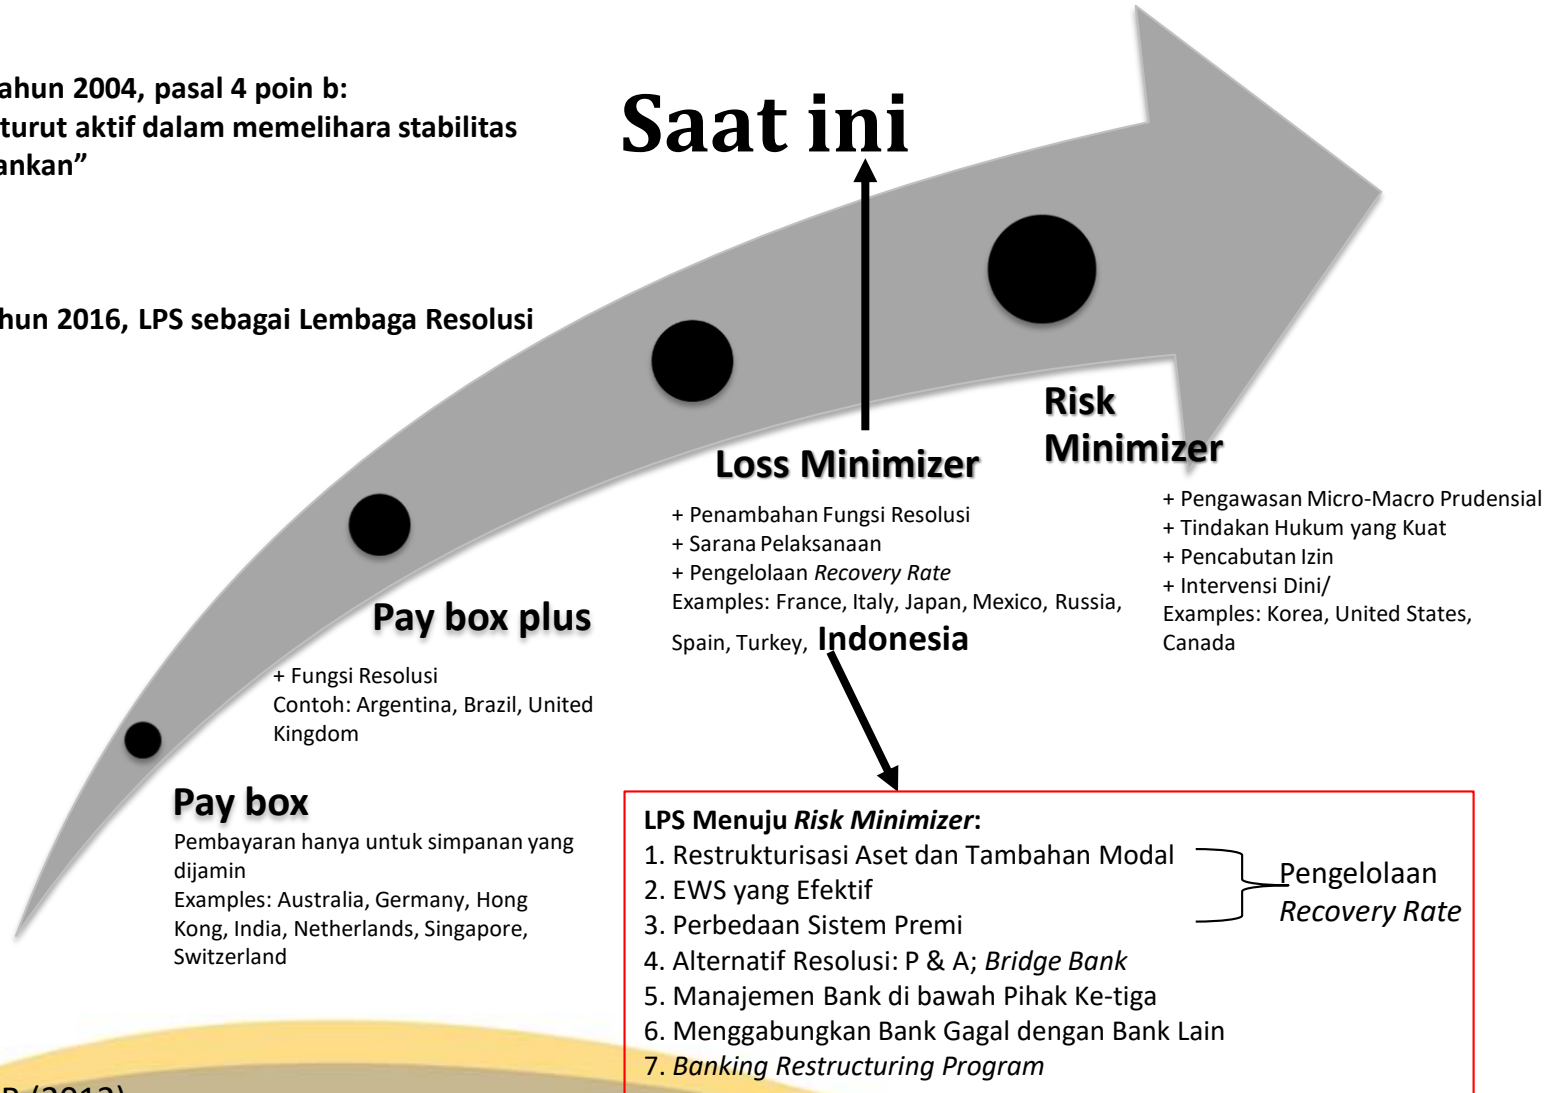 ahun 2004, pasal 4 poin b:
turut aktif dalam memelihara stabilitas
ankan”
Saat ini
hun 2016, LPS sebagai Lembaga Resolusi
Risk
Minimizer
+ Pengawasan Micro-Macro Prudensial
+ Tindakan Hukum yang Kuat
+ Pencabutan Izin
+ Intervensi Dini/
Examples: Korea, United States,
Canada
Loss Minimizer
+ Penambahan Fungsi Resolusi
+ Sarana Pelaksanaan
+ Pengelolaan Recovery Rate
Examples: France, Italy, Japan, Mexico, Russia,
Spain, Turkey, Indonesia
Pay box plus
+ Fungsi Resolusi
Contoh: Argentina, Brazil, United
Kingdom
Pay box
Pembayaran hanya untuk simpanan yang
dijamin
Examples: Australia, Germany, Hong
Kong, India, Netherlands, Singapore,
Switzerland
LPS Menuju Risk Minimizer:
1. Restrukturisasi Aset dan Tambahan Modal
2. EWS yang Efektif
3. Perbedaan Sistem Premi
4. Alternatif Resolusi: P & A; Bridge Bank
5. Manajemen Bank di bawah Pihak Ke-tiga
6. Menggabungkan Bank Gagal dengan Bank Lain
7. Banking Restructuring Program
Pengelolaan
Recovery Rate